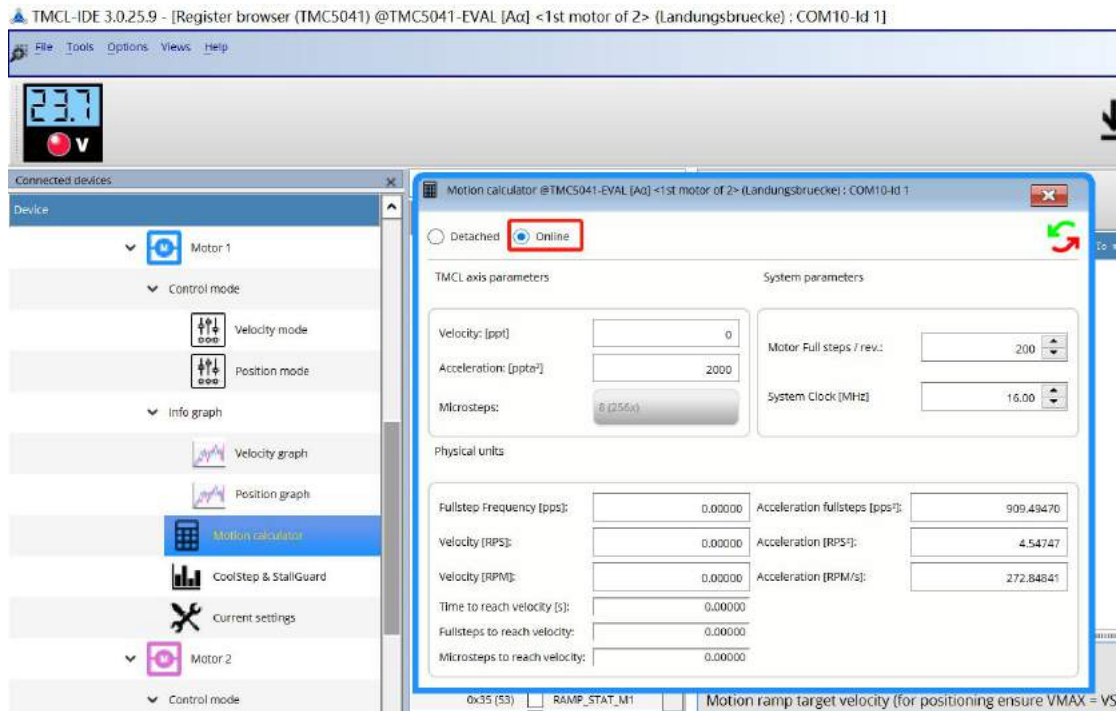 TMCL-IDE 3.0.25.9 - [Register browser (TMC5041) @TMC5041-EVAL [Aα] <1st motor of 2> (Landungsbruecke) : COM10-Id 1]
File Tools Options Views Help
23.7
V
Connected devices
Device
Motor 1
Control mode
Velocity mode
Position mode
Info graph
Velocity graph
Position graph
Motion calculator
CoolStep & StallGuard
Current settings
Motor 2
Control mode
Motion calculator @TMC5041-EVAL [Aα] <1st motor of 2> (Landungsbruecke) : COM10-Id 1
Detached Online
TMCL axis parameters
Velocity: [ppt] 0
Acceleration: [ppta²] 2000
Microsteps: 8 (256x)
System parameters
Motor Full steps / rev.: 200
System Clock [MHz] 16.00
Physical units
Fullstep Frequency [pps]: 0.00000 Acceleration fullsteps [pps²]: 909.49470
Velocity [RPS]: 0.00000 Acceleration [RPS²]: 4.54747
Velocity [RPM]: 0.00000 Acceleration [RPM/s]: 272.84841
Time to reach velocity [s]: 0.00000
Fullsteps to reach velocity: 0.00000
Microsteps to reach velocity: 0.00000
To
0x35 (53) RAMP_STAT_M1
Motion ramp target velocity (for positioning ensure VMAX = VS